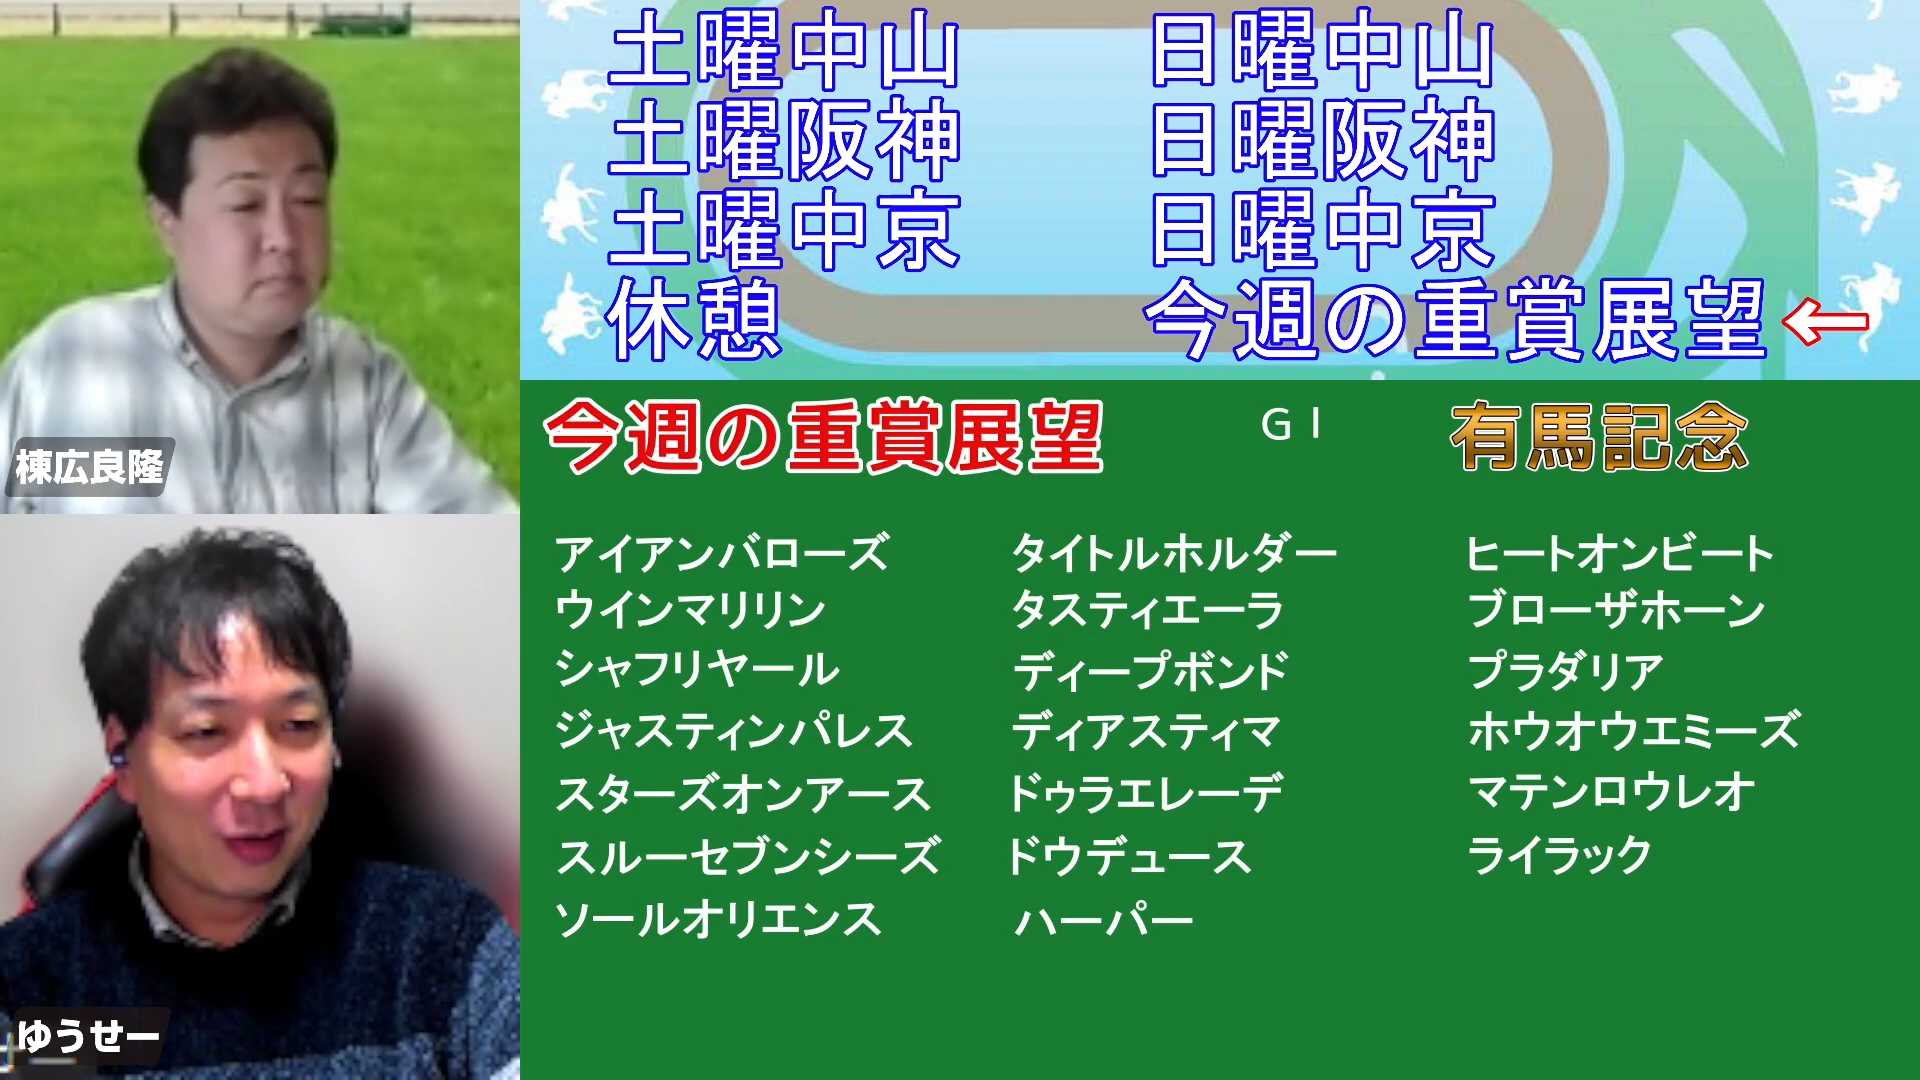 土曜中山
日曜中山
土曜阪神
日曜阪神
土曜中京
日曜中京
休憩
今週の重賞展望←
今週の重賞展望
GⅠ
有馬記念
アイアンバローズ
タイトルホルダー
ヒートオンビート
ウインマリリン
タスティエーラ
ブローザホーン
シャフリヤール
ディープボンド
プラダリア
ジャスティンパレス
ディアスティマ
ホウオウエミーズ
スターズオンアース
ドゥラエレーデ
マテンロウレオ
スルーセブンシーズ
ドウデュース
ライラック
ソールオリエンス
ハーパー
棟広良隆
ゆうせー